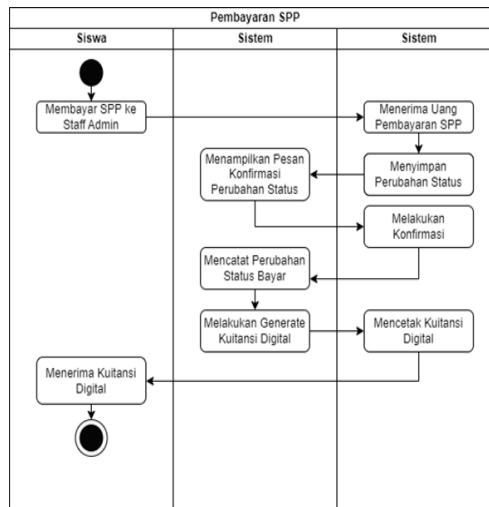 Pembayaran SPP
Siswa
Sistem
Sistem
Membayar SPP ke
Staff Admin
Menerima Uang
Pembayaran SPP
Menampilkan Pesan
Konfirmasi
Perubahan Status
Menyimpan
Perubahan Status
Melakukan
Konfirmasi
Mencatat Perubahan
Status Bayar
Melakukan Generate
Kuitansi Digital
Mencetak Kuitansi
Digital
Menerima Kuitansi
Digital